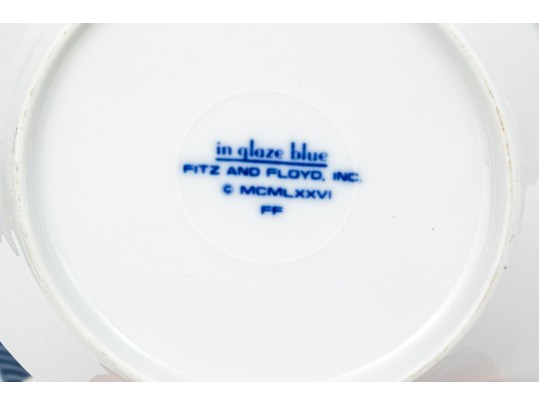 in glaze blue
FITZ AND FLOYD, INC.
© MCMLXXVI
FF